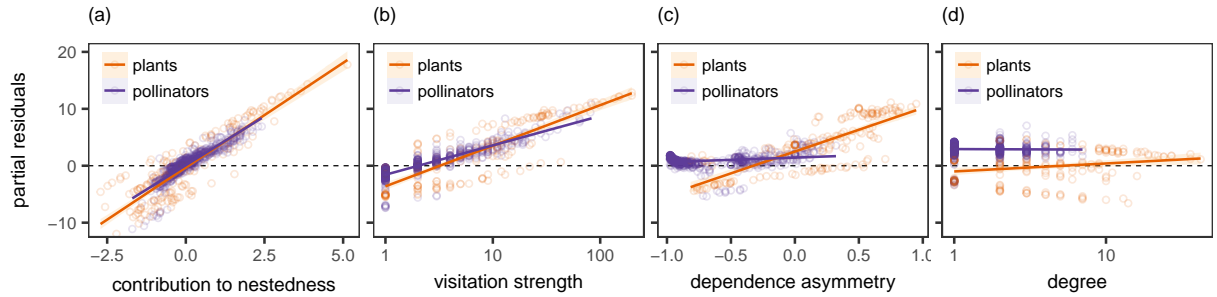 (a)
(b)
(c)
(d)
partial residuals
20
10
0
−10
plants
pollinators
plants
pollinators
plants
pollinators
plants
pollinators
−2.5
0.0
2.5
5.0
1
10
100
−1.0
−0.5
0.0
0.5
1.0
1
10
contribution to nestedness
visitation strength
dependence asymmetry
degree